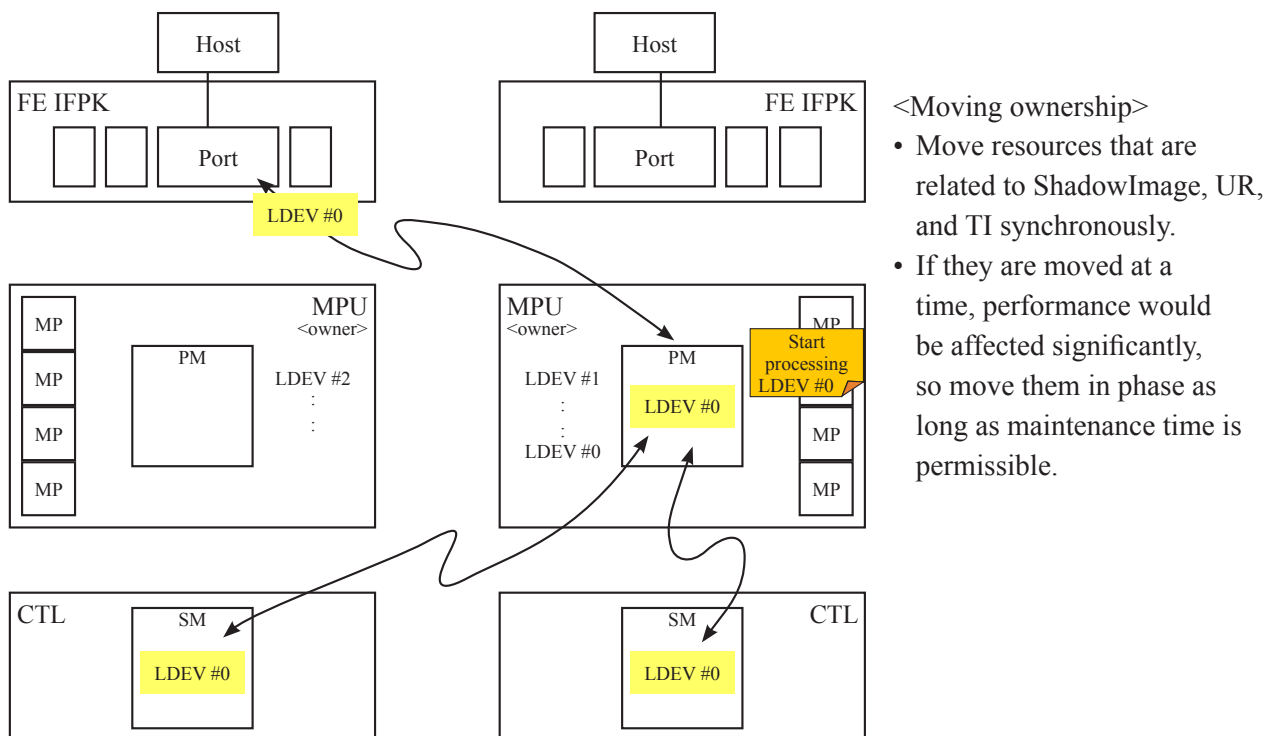 Host
Host
FE IFPK
FE IFPK
Port
Port
LDEV #0
<Moving ownership>
• Move resources that are
related to ShadowImage, UR,
and TI synchronously.
• If they are moved at a
time, performance would
be affected significantly,
so move them in phase as
long as maintenance time is
permissible.
MPU
<owner>
MP
MP
MP
MP
PM
LDEV #2
:
:
MPU
<owner>
LDEV #1
:
:
LDEV #0
PM
LDEV #0
MP
Start
processing
LDEV #0
MP
MP
CTL
SM
LDEV #0
CTL
SM
LDEV #0